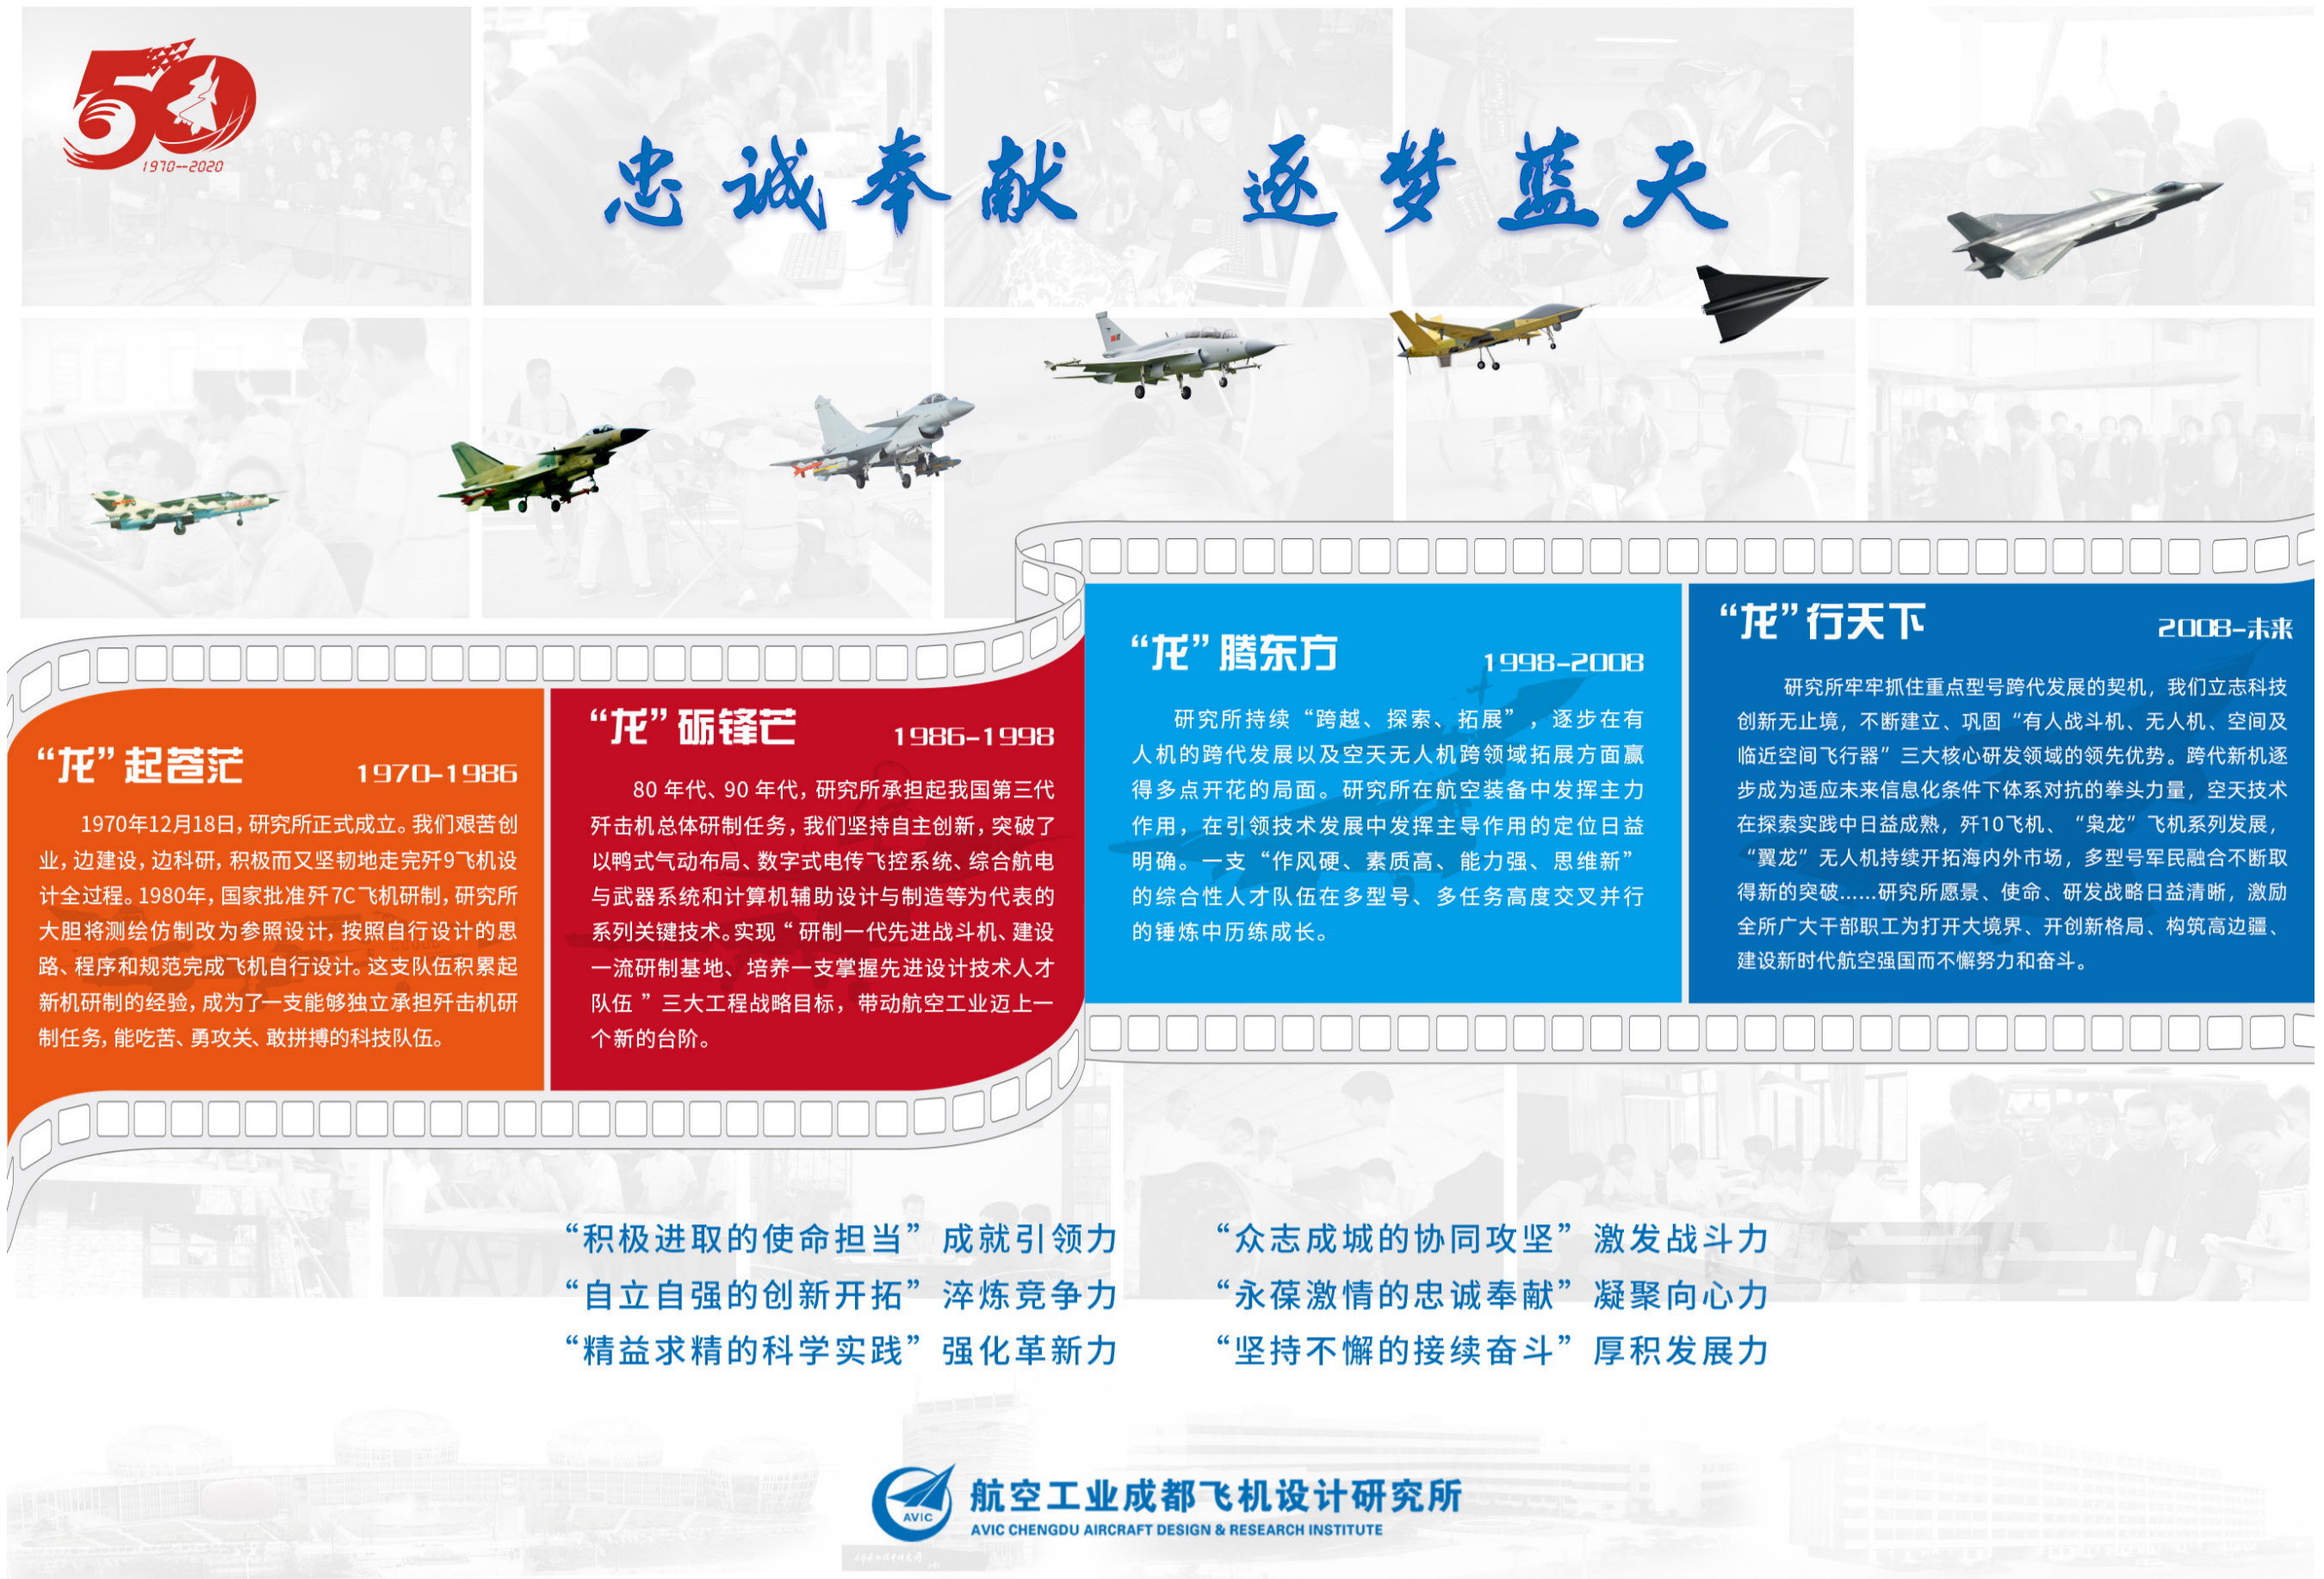 50
1970--2020
忠诚奉献 逐梦蓝天
“龙”起苍茫
1970-1986
1970年12月18日，研究所正式成立。我们艰苦创
业，边建设，边科研，积极而又坚韧地走完歼9飞机设
计全过程。1980年，国家批准歼7C飞机研制，研究所
大胆将测绘仿制改为参照设计，按照自行设计的思
路、程序和规范完成飞机自行设计。这支队伍积累起
新机研制的经验，成为了一支能够独立承担歼击机研
制任务，能吃苦、勇攻关、敢拼搏的科技队伍。
“龙”砺锋芒
1986-1998
80 年代、90 年代，研究所承担起我国第三代
歼击机总体研制任务，我们坚持自主创新，突破了
以鸭式气动布局、数字式电传飞控系统、综合航电
与武器系统和计算机辅助设计与制造等为代表的
系列关键技术。实现“研制一代先进战斗机、建设
一流研制基地、培养一支掌握先进设计技术人才
队伍 ”三大工程战略目标，带动航空工业迈上一
个新的台阶。
“龙”腾东方
1998-2008
研究所持续“跨越、探索、拓展”，逐步在有
人机的跨代发展以及空天无人机跨领域拓展方面赢
得多点开花的局面。研究所在航空装备中发挥主力
作用，在引领技术发展中发挥主导作用的定位日益
明确。一支“作风硬、素质高、能力强、思维新”
的综合性人才队伍在多型号、多任务高度交叉并行
的锤炼中历练成长。
“龙”行天下
2008-未来
研究所牢牢抓住重点型号跨代发展的契机，我们立志科技
创新无止境，不断建立、巩固“有人战斗机、无人机、空间及
临近空间飞行器”三大核心研发领域的领先优势。跨代新机逐
步成为适应未来信息化条件下体系对抗的拳头力量，空天技术
在探索实践中日益成熟，歼10飞机、“枭龙”飞机系列发展，
“翼龙”无人机持续开拓海内外市场，多型号军民融合不断取
得新的突破......研究所愿景、使命、研发战略日益清晰，激励
全所广大干部职工为打开大境界、开创新格局、构筑高边疆、
建设新时代航空强国而不懈努力和奋斗。
“积极进取的使命担当”成就引领力
“自立自强的创新开拓”淬炼竞争力
“精益求精的科学实践”强化革新力
“众志成城的协同攻坚”激发战斗力
“永葆激情的忠诚奉献”凝聚向心力
“坚持不懈的接续奋斗”厚积发展力
AVIC
航空工业成都飞机设计研究所
AVIC CHENGDU AIRCRAFT DESIGN & RESEARCH INSTITUTE